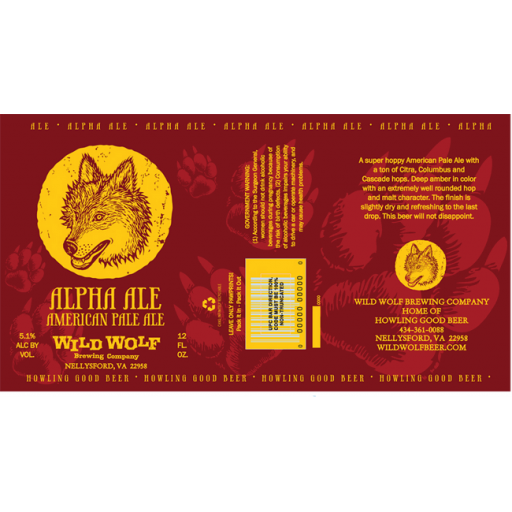 ALE • ALPHA ALE • ALPHA ALE • ALPHA ALE • ALPHA ALE • ALPHA ALE • ALPHA
ALPHA ALE
AMERICAN PALE ALE
5.1%
ALC BY
VOL.
WILD WOLF
Brewing Company
NELLYSFORD, VA 22958
12
FL.
OZ.
GOVERNMENT WARNING:
(1) According to the Surgeon General,
women should not drink alcoholic
beverages during pregnancy because of
the risk of birth defects. (2) Consumption
of alcoholic beverages impairs your ability
to drive a car or operate machinery, and
may cause health problems.
LEAVE ONLY PAWPRINTS!
Pack It In - Pack It Out
UPC BAR DIRECTION.
CODE MUST BE 100%
NON-TRUNCATED
0 00000 00000 0
A super hoppy American Pale Ale with
a ton of Citra, Columbus and
Cascade hops. Deep amber in color
with an extremely well rounded hop
and malt character. The finish is
slightly dry and refreshing to the last
drop. This beer will not disappoint.
WILD WOLF BREWING COMPANY
HOME OF
HOWLING GOOD BEER
434-361-0088
NELLYSFORD, VA 22958
WILDWOLFBEER.COM
HOWLING GOOD BEER • HOWLING GOOD BEER • HOWLING GOOD BEER • HOWLING GOOD BEER •